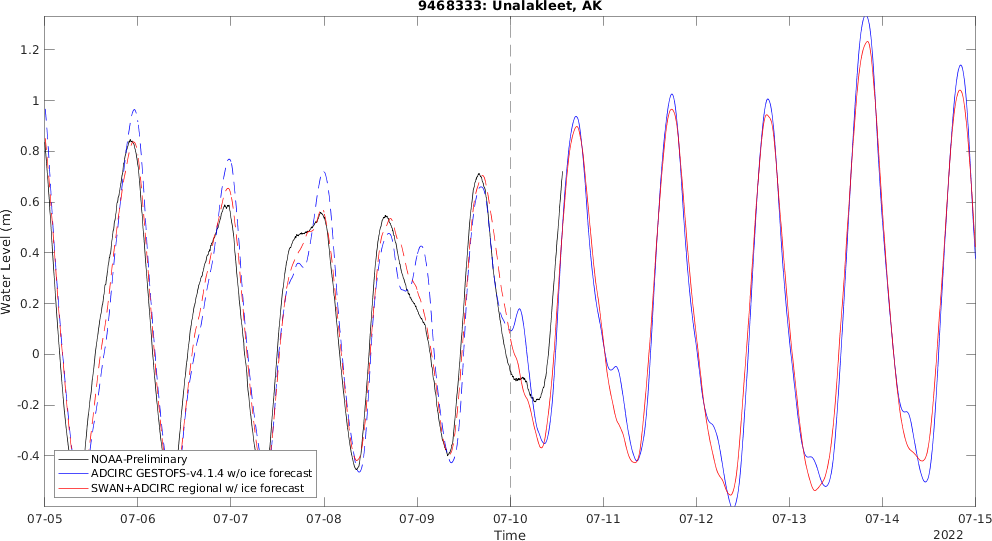 9468333: Unalakleet, AK
Water Level (m)
1.2
1
0.8
0.6
0.4
0.2
0
-0.2
-0.4
NOAA-Preliminary
ADCIRC GESTOFS-v4.1.4 w/o ice forecast
SWAN+ADCIRC regional w/ ice forecast
07-05 07-06 07-07 07-08 07-09 07-10 07-11 07-12 07-13 07-14 07-15
Time
2022